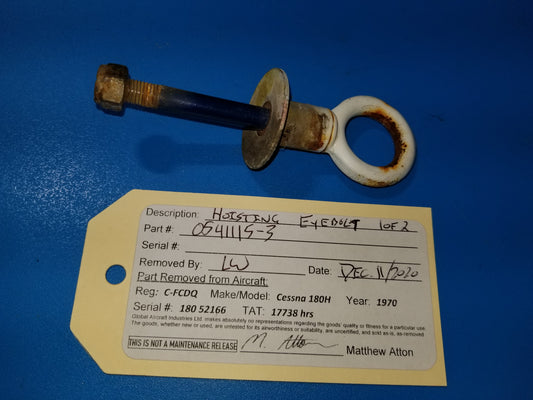 Description: HOISTING EYEBOLT 1 OF 2
Part #: 0541115-3
Serial #:
Removed By: LW Date: DEC. 11/2020
Part Removed from Aircraft:
Reg: C-FCDQ Make/Model: Cessna 180H Year: 1970
Serial #: 180 52166 TAT: 17738 hrs
Global Aircraft Industries Ltd. makes absolutely no representations regarding the goods: quality or fitness for a particular use.
The goods, whether new or used, are untested for its airworthiness or suitability, are uncertified, and sold as-is, as-removed.
THIS IS NOT A MAINTENANCE RELEASE M. Atton Matthew Atton